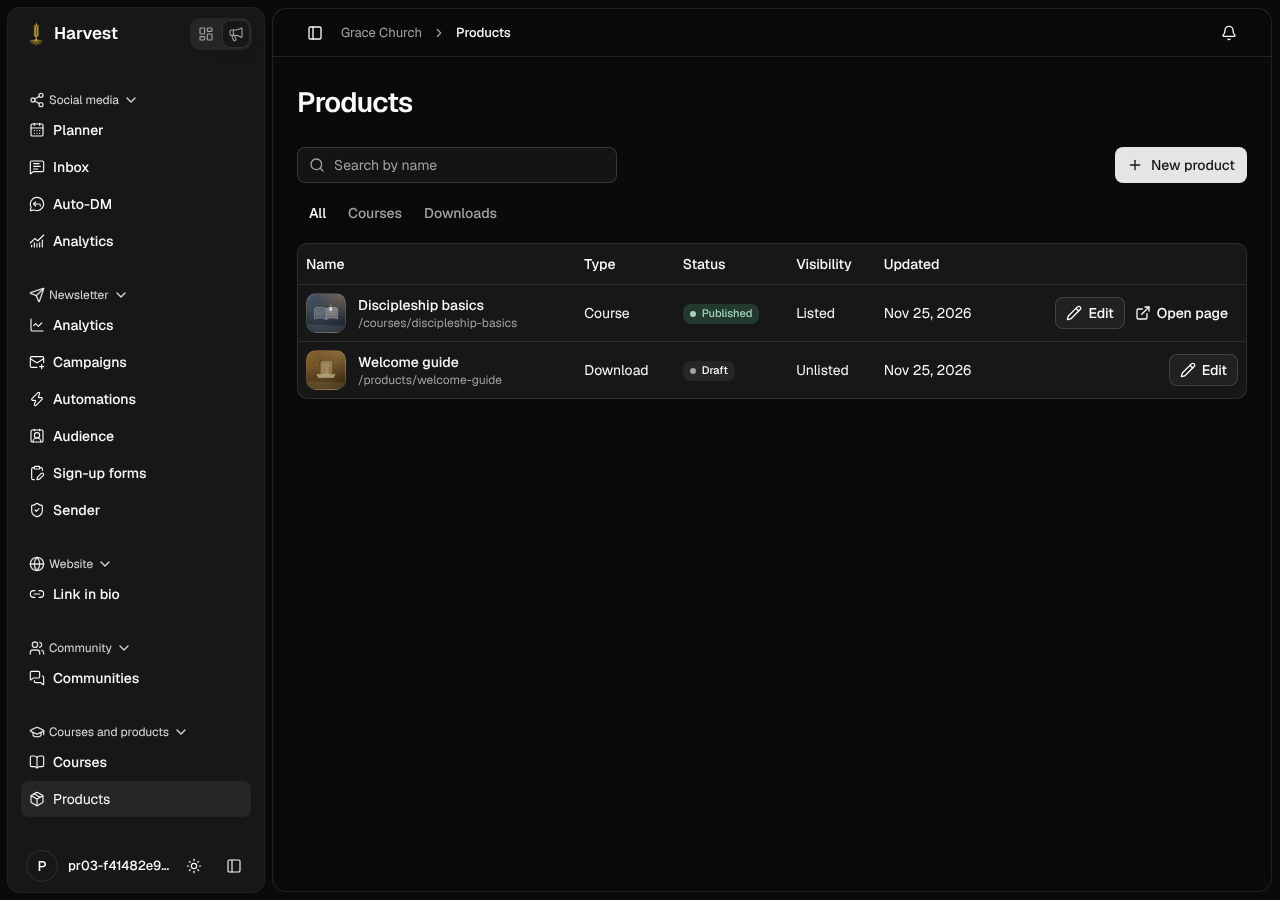 Harvest
Social media
Planner
Inbox
Auto-DM
Analytics
Newsletter
Analytics
Campaigns
Automations
Audience
Sign-up forms
Sender
Website
Link in bio
Community
Communities
Courses and products
Courses
Products
P
pr03-f41482e9...
Grace Church
Products
Products
Search by name
New product
All Courses Downloads
Name Type Status Visibility Updated
Discipleship basics
/courses/discipleship-basics
Course Published Listed Nov 25, 2026 Edit Open page
Welcome guide
/products/welcome-guide
Download Draft Unlisted Nov 25, 2026 Edit